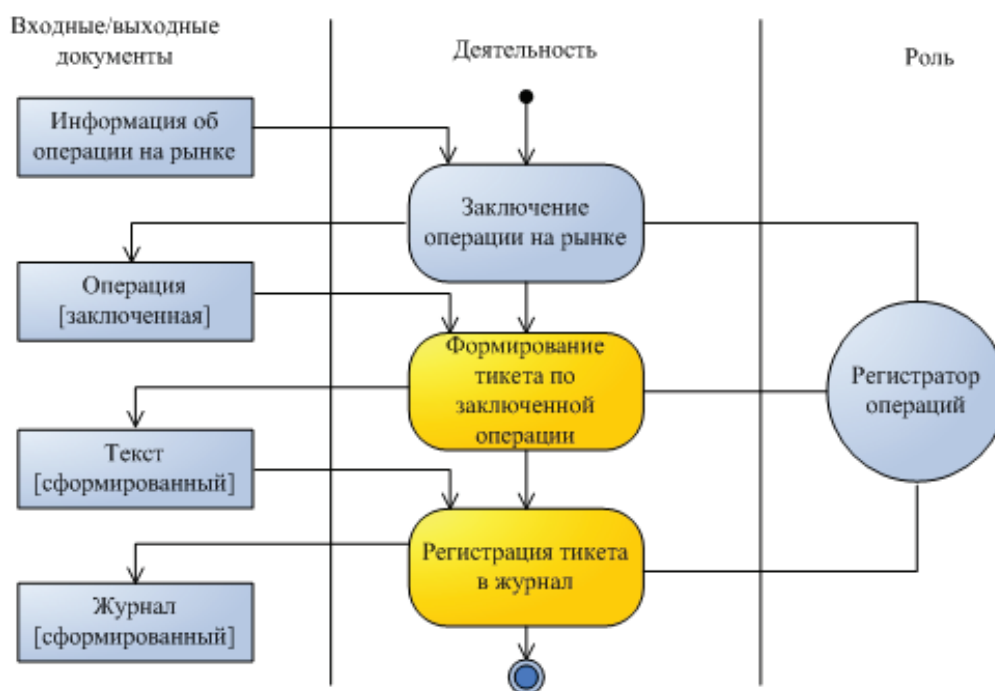 Входные/выходные
документы
Деятельность
Роль
Информация об
операции на рынке
Заключение
операции на рынке
Операция
[заключенная]
Формирование
тикета по
заключенной
операции
Регистратор
операций
Текст
[сформированный]
Регистрация тикета
в журнал
Журнал
[сформированный]